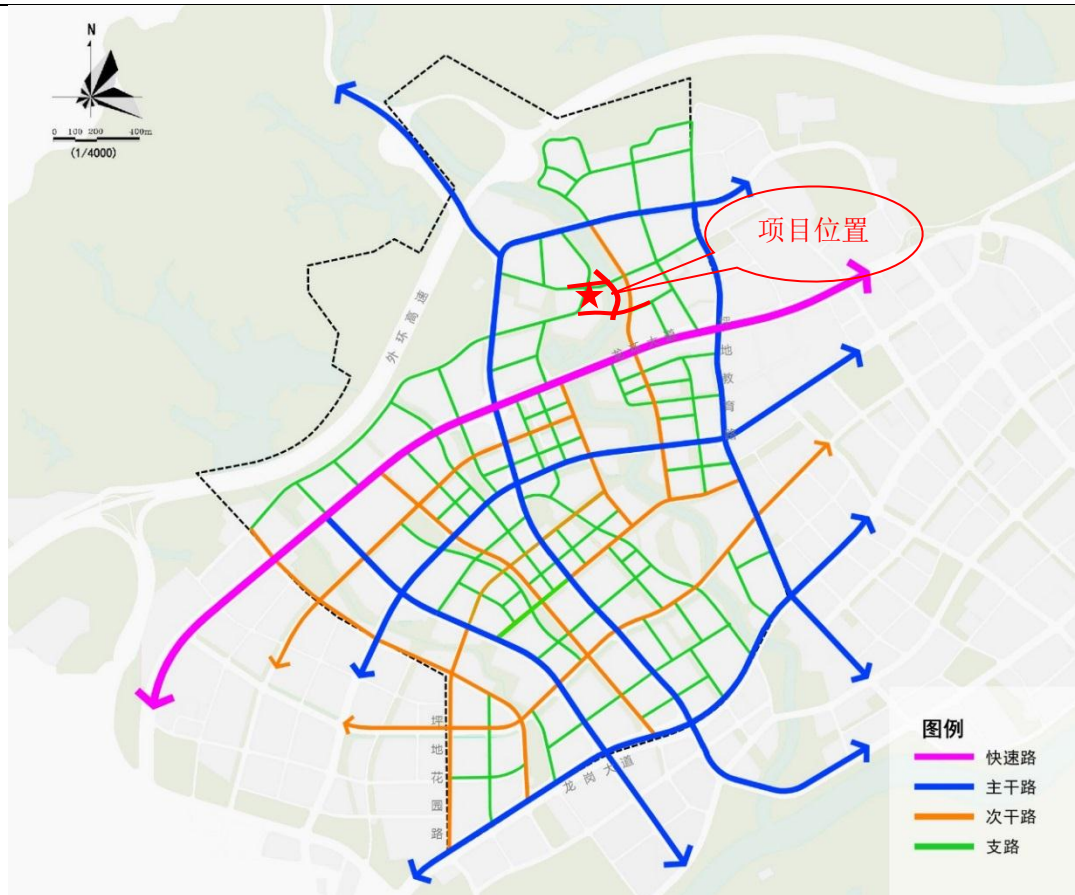 N
0 100 200 400m
(1/4000)
项目位置
外环高速
地教育路
坪地花园路
龙岗大道
图例
快速路
主干路
次干路
支路